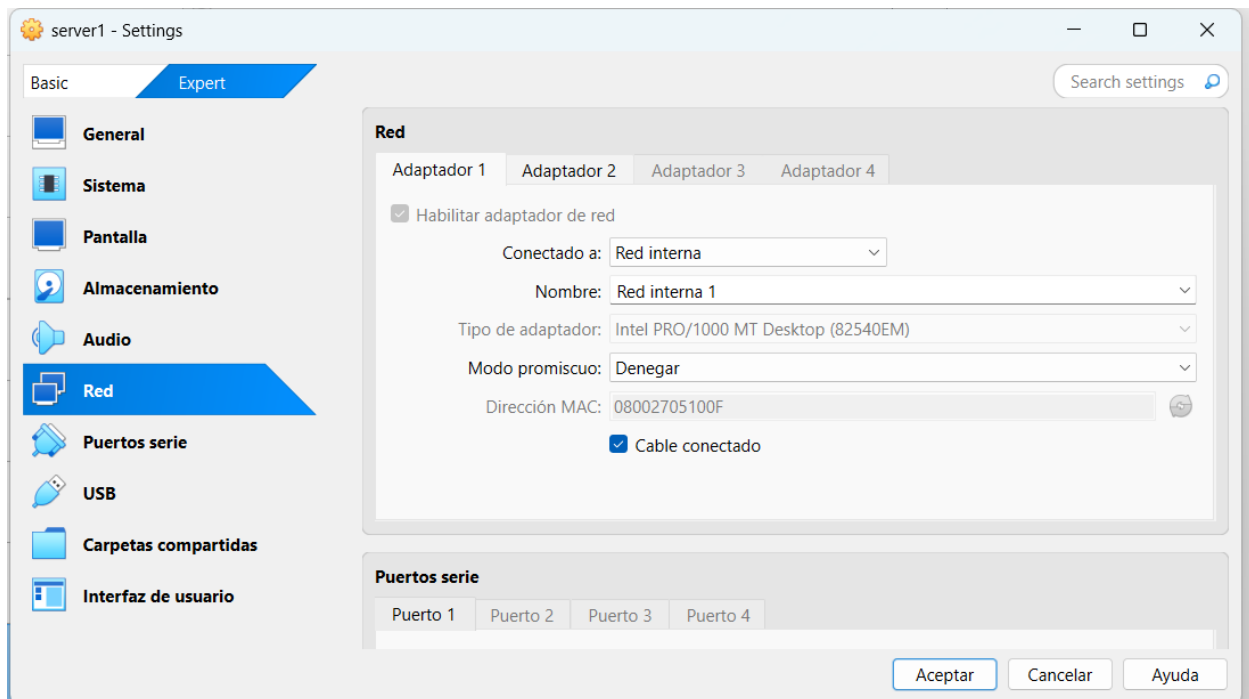 server1 - Settings
Basic
Expert
Search settings
General
Sistema
Pantalla
Almacenamiento
Audio
Red
Puertos serie
USB
Carpetas compartidas
Interfaz de usuario
Red
Adaptador 1
Adaptador 2
Adaptador 3
Adaptador 4
Habilitar adaptador de red
Conectado a: Red interna
Nombre: Red interna 1
Tipo de adaptador: Intel PRO/1000 MT Desktop (82540EM)
Modo promiscuo: Denegar
Dirección MAC: 08002705100F
Cable conectado
Puertos serie
Puerto 1
Puerto 2
Puerto 3
Puerto 4
Aceptar
Cancelar
Ayuda